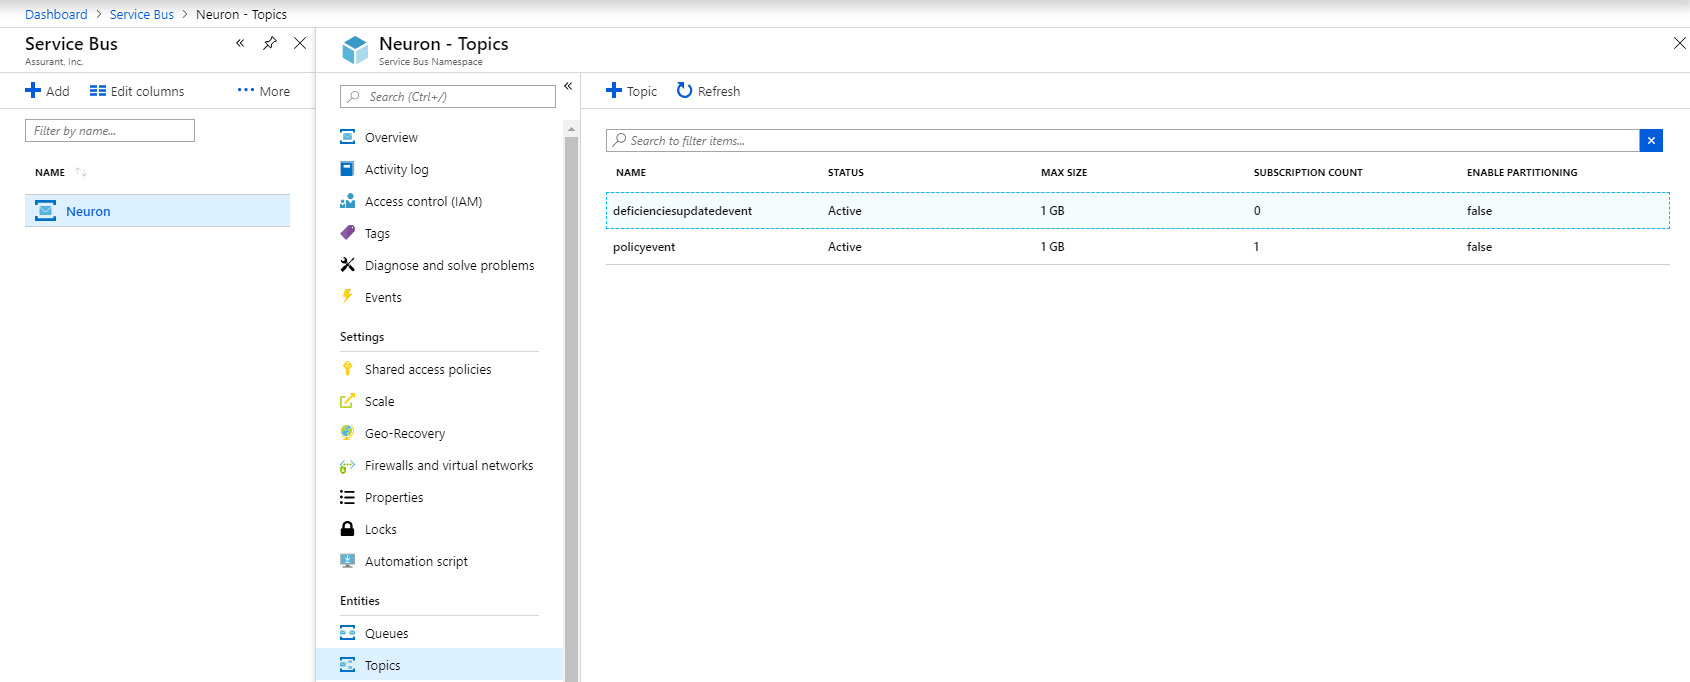 Dashboard > Service Bus > Neuron - Topics
Service Bus
Assurant, Inc.
Add Edit columns ••• More
Filter by name...
NAME
Neuron
Neuron - Topics
Service Bus Namespace
Search (Ctrl+/)
Overview
Activity log
Access control (IAM)
Tags
Diagnose and solve problems
Events
Settings
Shared access policies
Scale
Geo-Recovery
Firewalls and virtual networks
Properties
Locks
Automation script
Entities
Queues
Topics
Topic Refresh
Search to filter items...
NAME STATUS MAX SIZE SUBSCRIPTION COUNT ENABLE PARTITIONING
deficienciesupdatedevent Active 1 GB 0 false
policyevent Active 1 GB 1 false